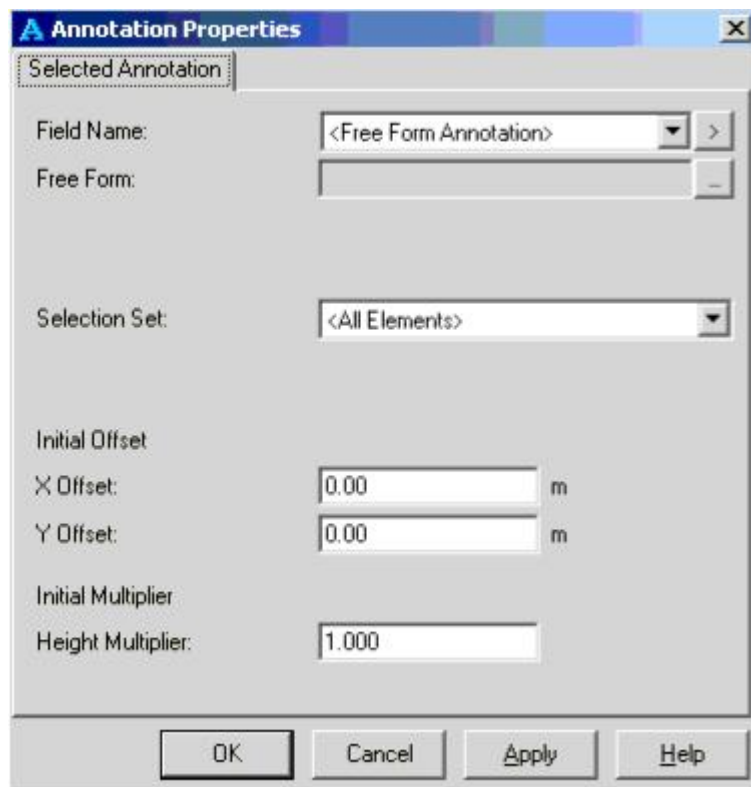 Annotation Properties
Selected Annotation
Field Name: <Free Form Annotation> >
Free Form: ...
Selection Set: <All Elements>
Initial Offset
X Offset: 0.00 m
Y Offset: 0.00 m
Initial Multiplier
Height Multiplier: 1.000
OK Cancel Apply Help